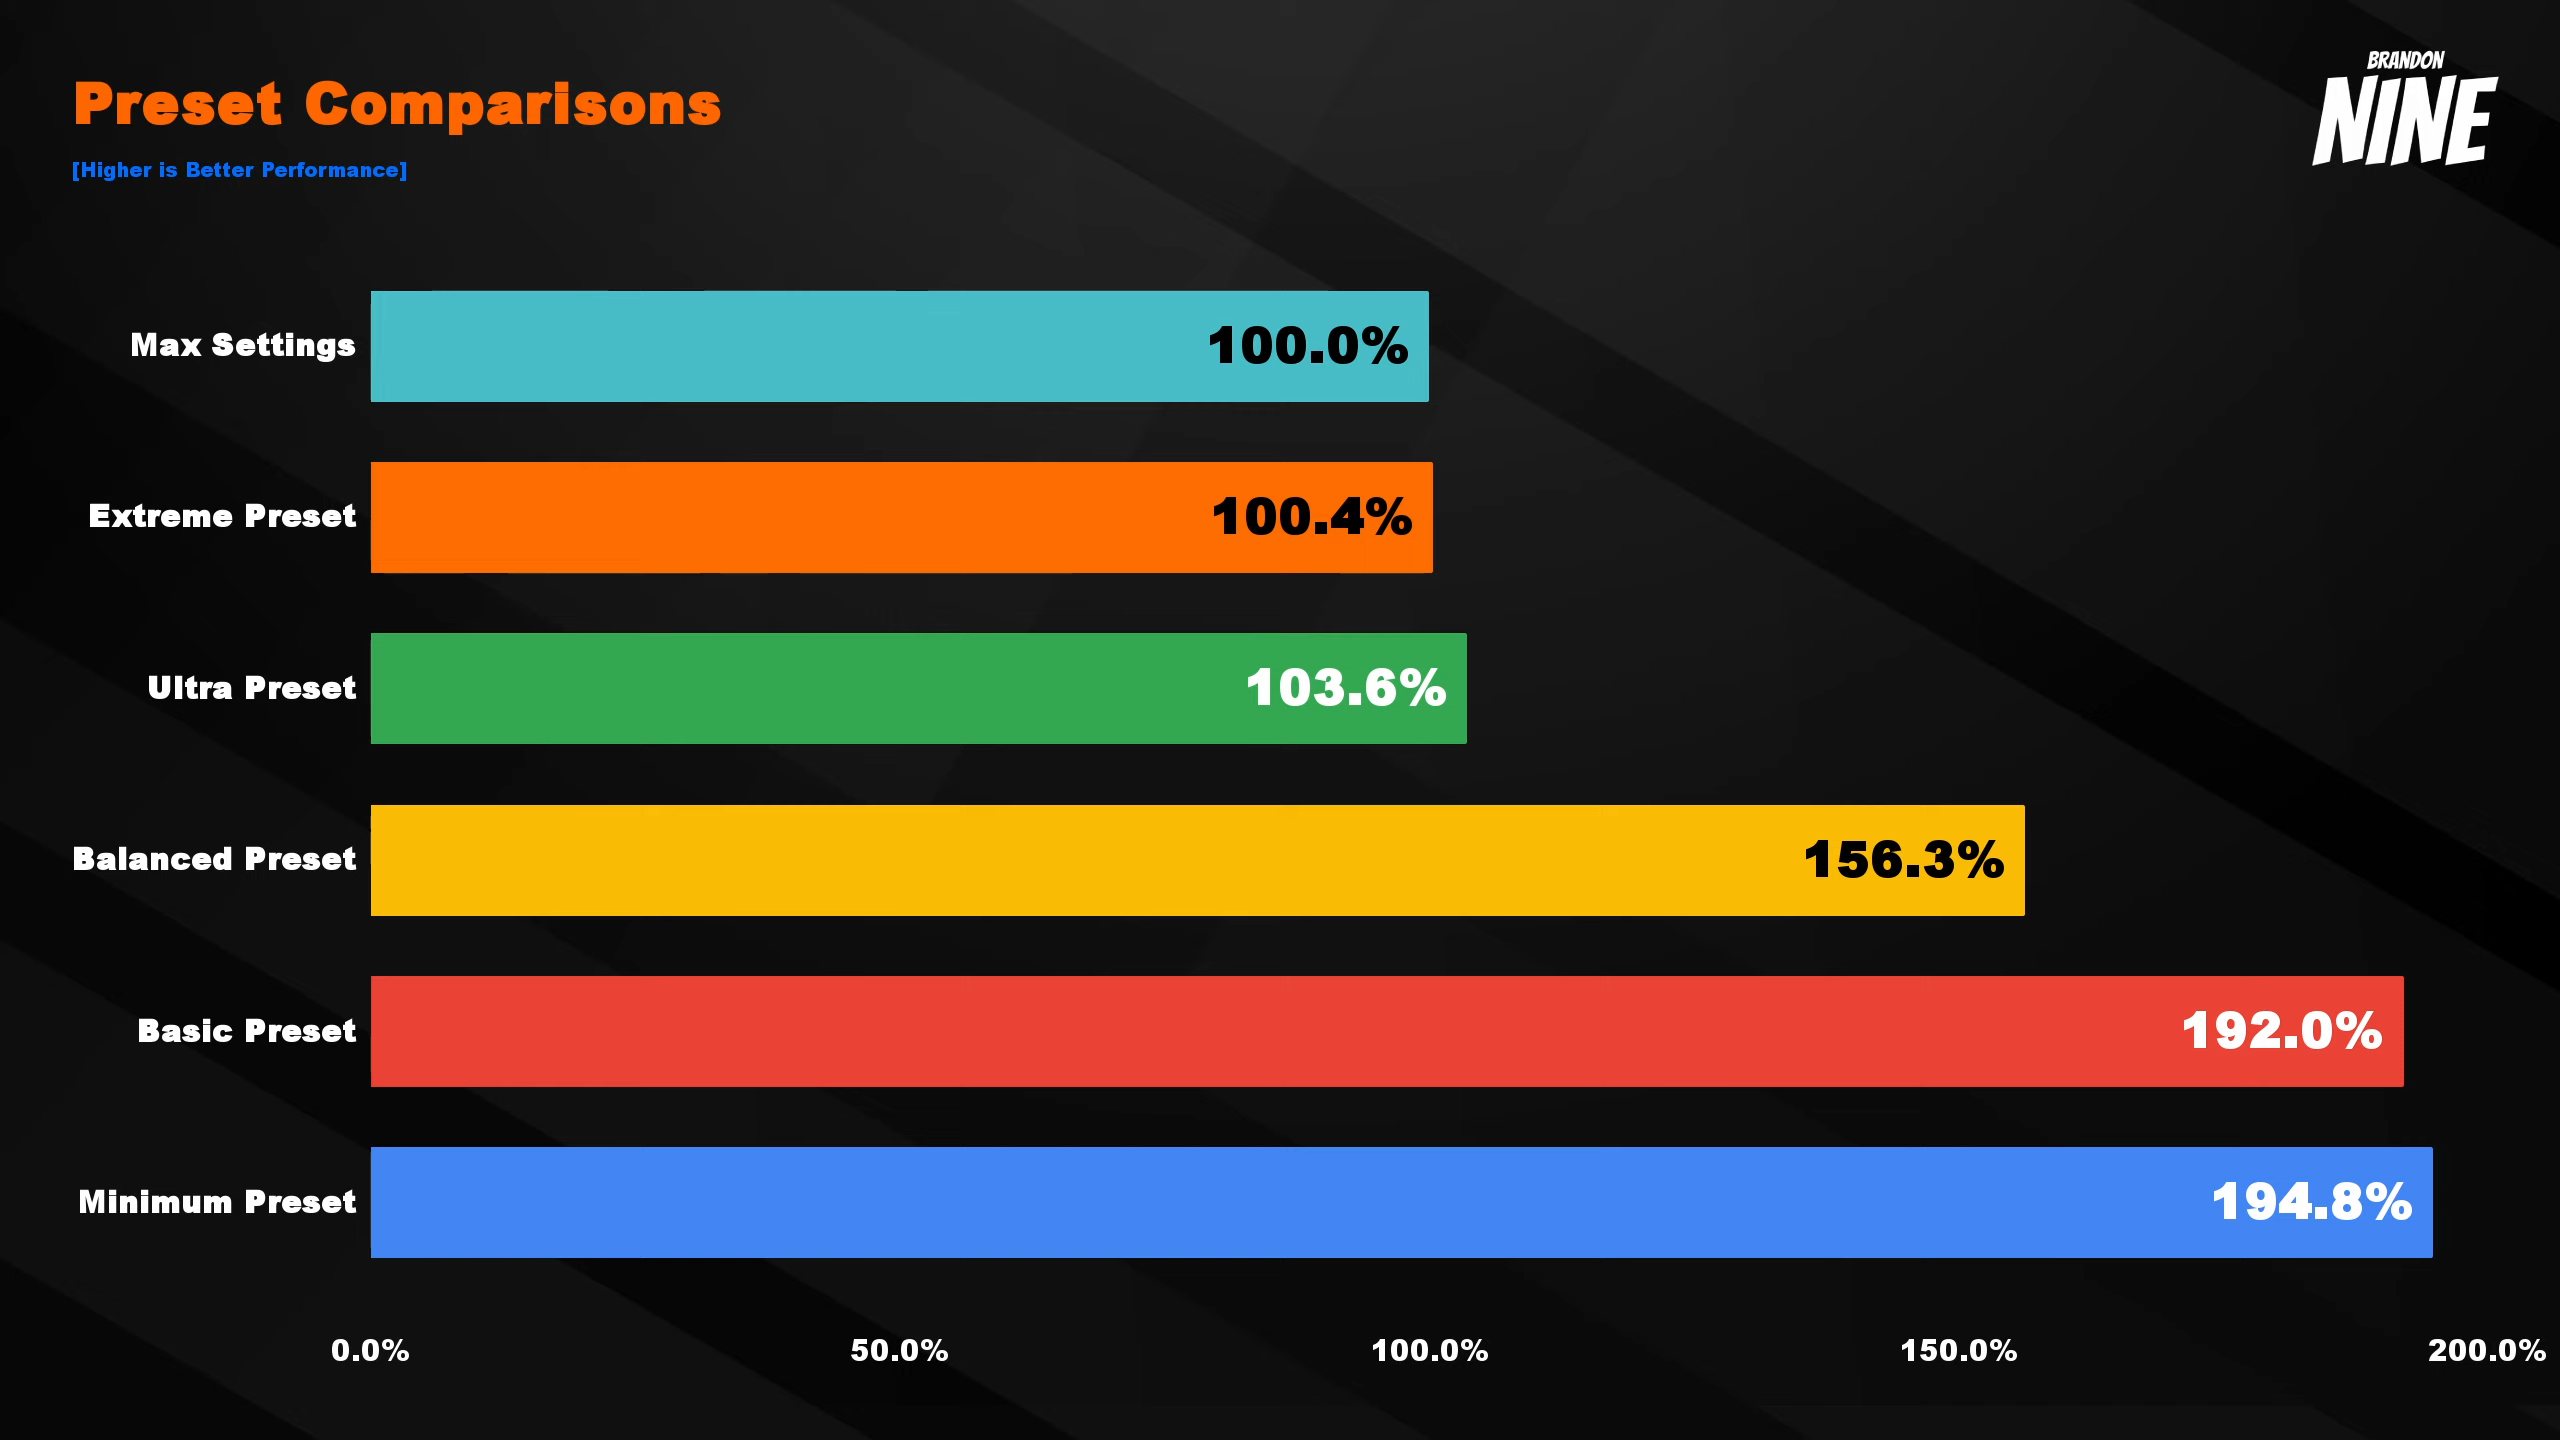 Preset Comparisons
[Higher is Better Performance]
BRANDON
NINE
Max Settings
100.0%
Extreme Preset
100.4%
Ultra Preset
103.6%
Balanced Preset
156.3%
Basic Preset
192.0%
Minimum Preset
194.8%
0.0% 50.0% 100.0% 150.0% 200.0%